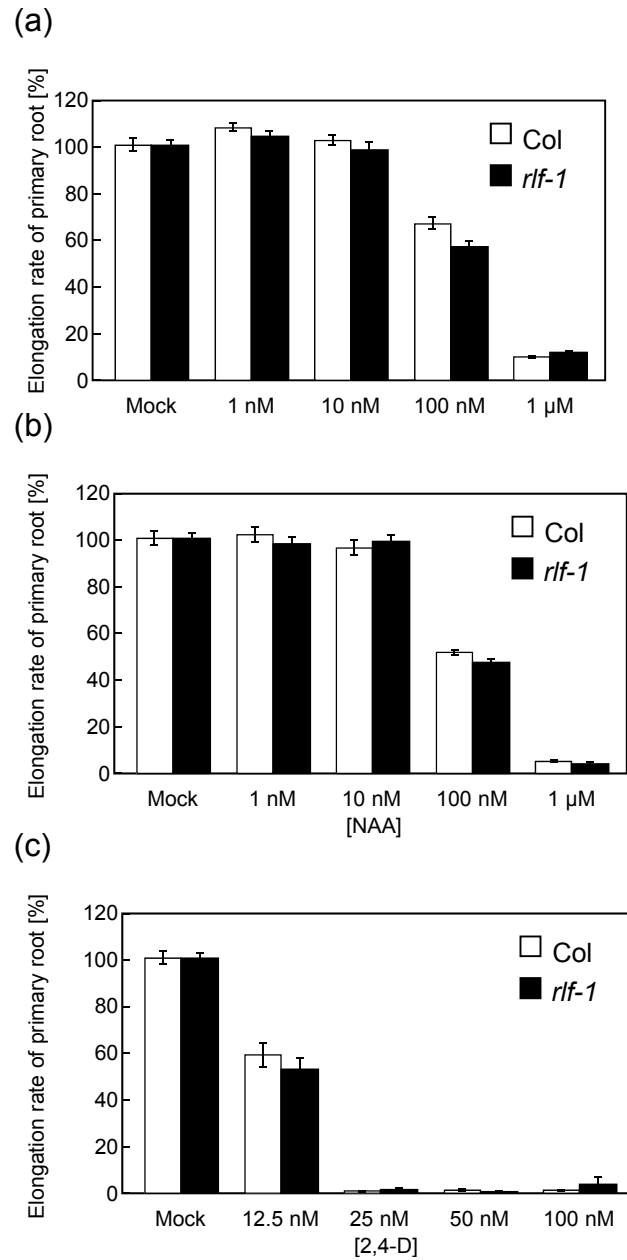 (a)
Elongation rate of primary root [%]
120
100
80
60
40
20
0
Col
rlf-1
Mock 1 nM 10 nM 100 nM 1 µM
(b)
Elongation rate of primary root [%]
120
100
80
60
40
20
0
Col
rlf-1
Mock 1 nM 10 nM 100 nM 1 µM
[NAA]
(c)
Elongation rate of primary root [%]
120
100
80
60
40
20
0
Col
rlf-1
Mock 12.5 nM 25 nM 50 nM 100 nM
[2,4-D]